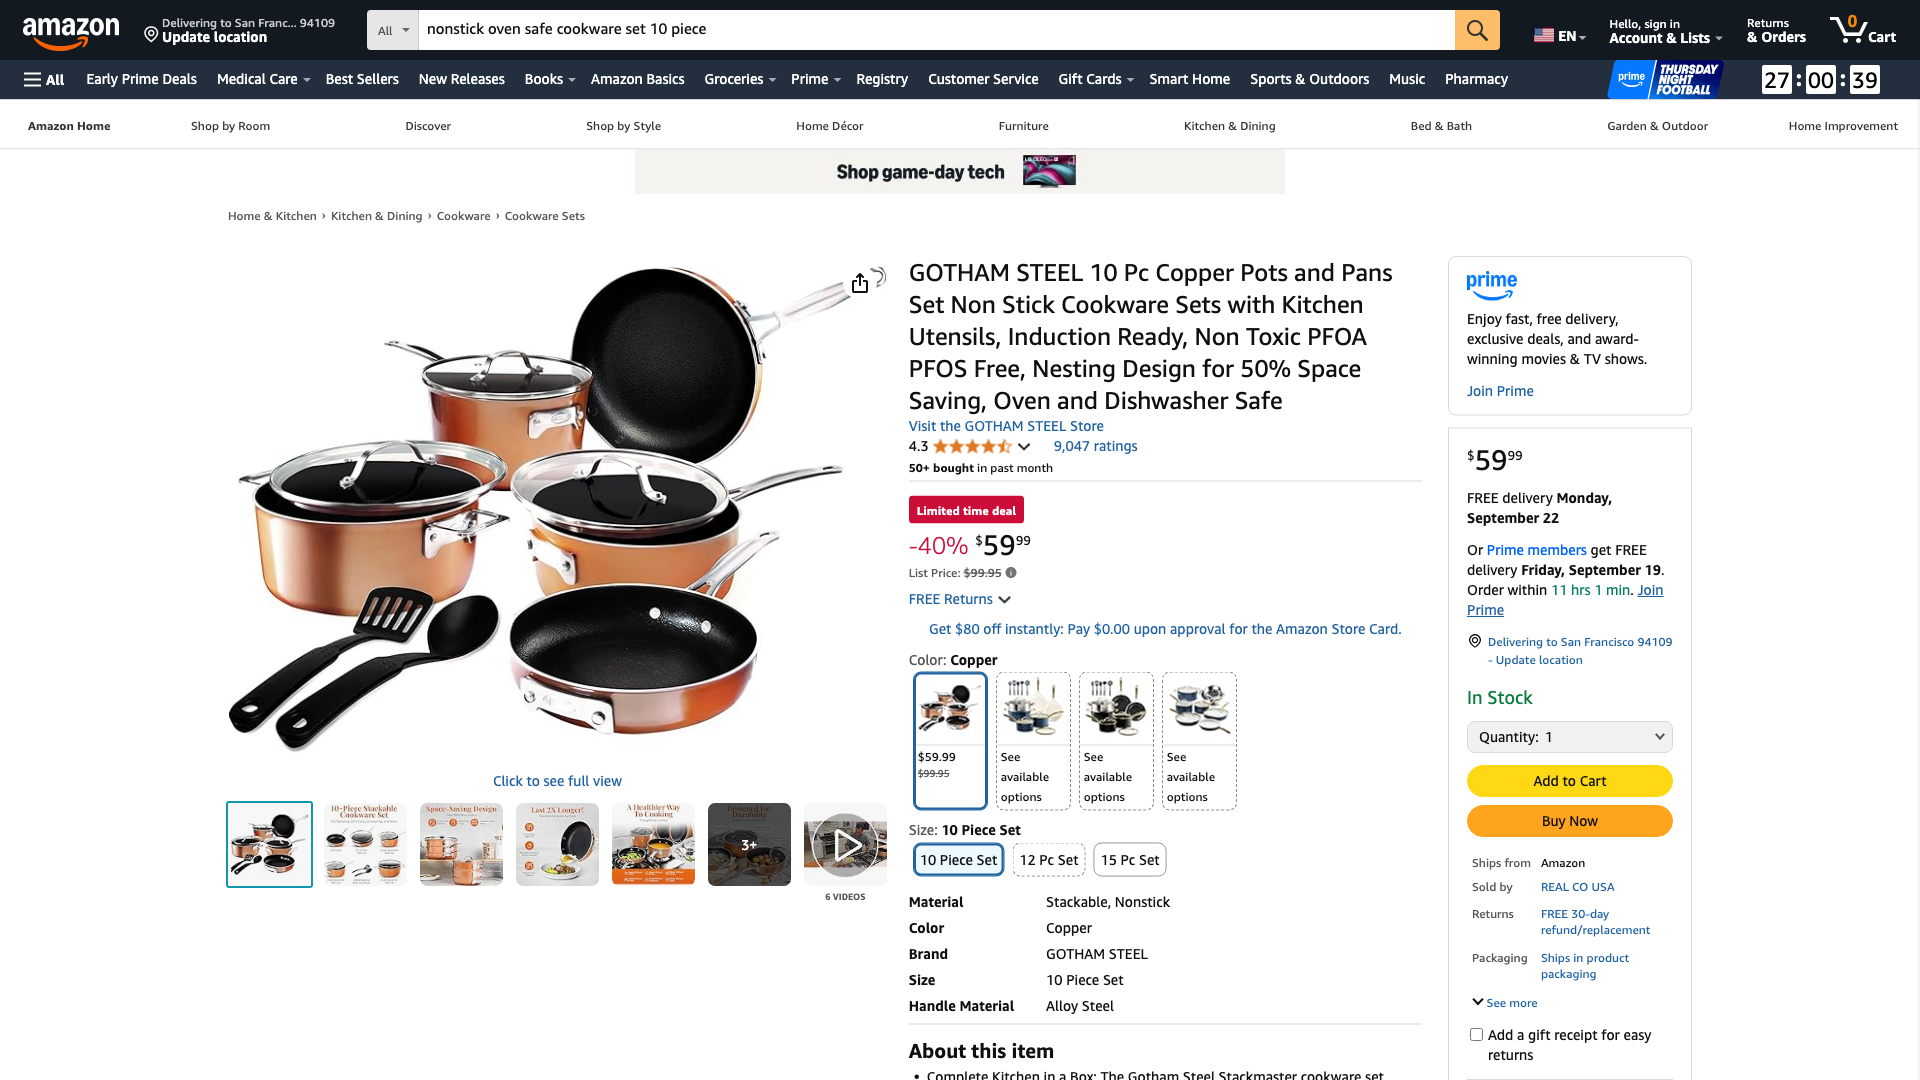 amazon
Delivering to San Franc... 94109
Update location
All
nonstick oven safe cookware set 10 piece
EN
Hello, sign in
Account & Lists
Returns
& Orders
0
Cart
All
Early Prime Deals
Medical Care
Best Sellers
New Releases
Books
Amazon Basics
Groceries
Prime
Registry
Customer Service
Gift Cards
Smart Home
Sports & Outdoors
Music
Pharmacy
prime
THURSDAY
NIGHT
FOOTBALL
27 : 00 : 39
Amazon Home
Shop by Room
Discover
Shop by Style
Home Décor
Furniture
Kitchen & Dining
Bed & Bath
Garden & Outdoor
Home Improvement
Shop game-day tech
Home & Kitchen › Kitchen & Dining › Cookware › Cookware Sets
Click to see full view
10-Piece Stackable
Cookware Set
Space-Saving Design
Last 2X Longer!
A Healthier Way
To Cooking
Designed For
Durability
3+
6 VIDEOS
GOTHAM STEEL 10 Pc Copper Pots and Pans
Set Non Stick Cookware Sets with Kitchen
Utensils, Induction Ready, Non Toxic PFOA
PFOS Free, Nesting Design for 50% Space
Saving, Oven and Dishwasher Safe
Visit the GOTHAM STEEL Store
4.3
9,047 ratings
50+ bought in past month
Limited time deal
-40% $59 99
List Price: $99.95
FREE Returns
Get $80 off instantly: Pay $0.00 upon approval for the Amazon Store Card.
Color: Copper
$59.99
$99.95
See
available
options
See
available
options
See
available
options
Size: 10 Piece Set
10 Piece Set
12 Pc Set
15 Pc Set
Material Stackable, Nonstick
Color Copper
Brand GOTHAM STEEL
Size 10 Piece Set
Handle Material Alloy Steel
About this item
• Complete Kitchen in a Box: The Gotham Steel Stackmaster cookware set
prime
Enjoy fast, free delivery,
exclusive deals, and award-
winning movies & TV shows.
Join Prime
$59 99
FREE delivery Monday,
September 22
Or Prime members get FREE
delivery Friday, September 19.
Order within 11 hrs 1 min. Join
Prime
Delivering to San Francisco 94109
- Update location
In Stock
Quantity: 1
Add to Cart
Buy Now
Ships from Amazon
Sold by REAL CO USA
Returns FREE 30-day
refund/replacement
Packaging Ships in product
packaging
See more
Add a gift receipt for easy
returns